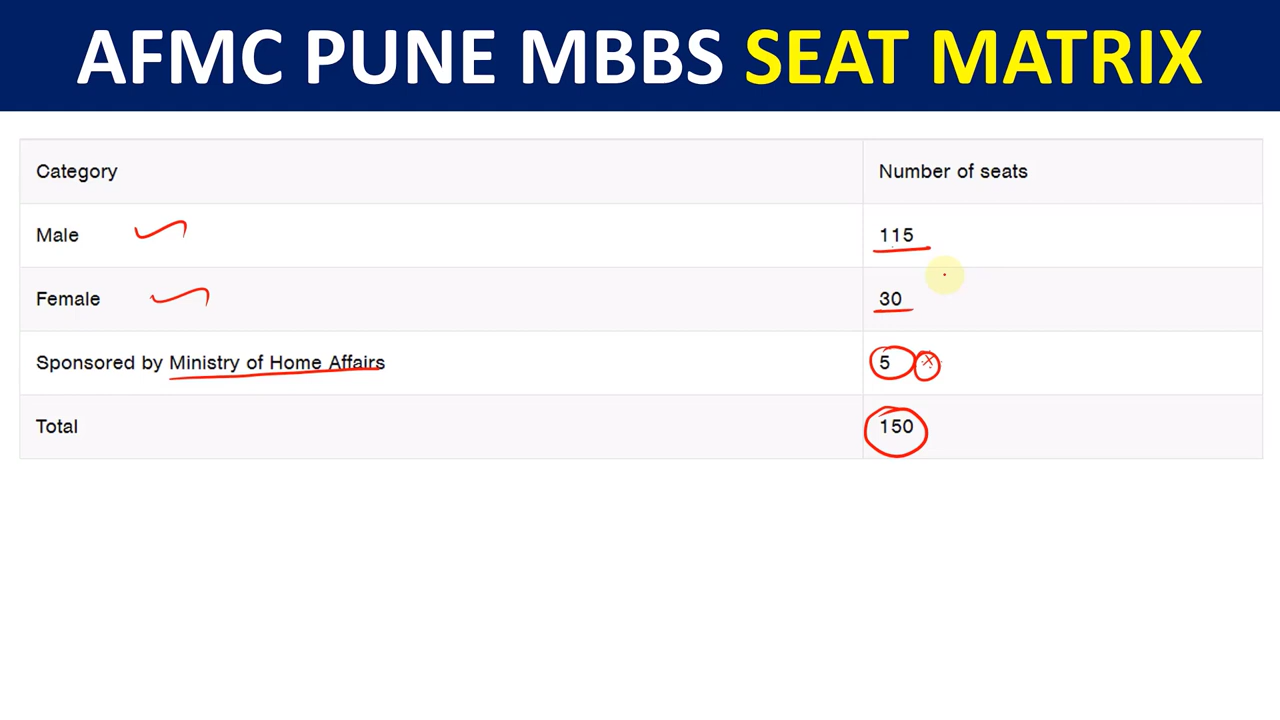 AFMC PUNE MBBS SEAT MATRIX
Category Number of seats
Male 115
Female 30
Sponsored by Ministry of Home Affairs 5
Total 150